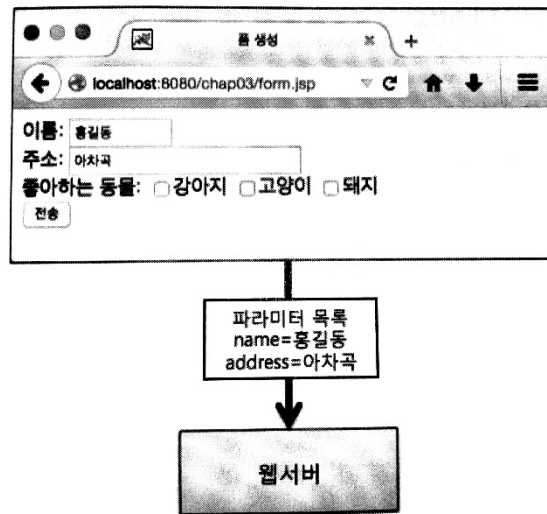 폼 생성
localhost:8080/chap03/form.jsp
이름: 홍길동
주소: 아차곡
좋아하는 동물: 강아지 고양이 돼지
전송
파라미터 목록
name=홍길동
address=아차곡
웹서버